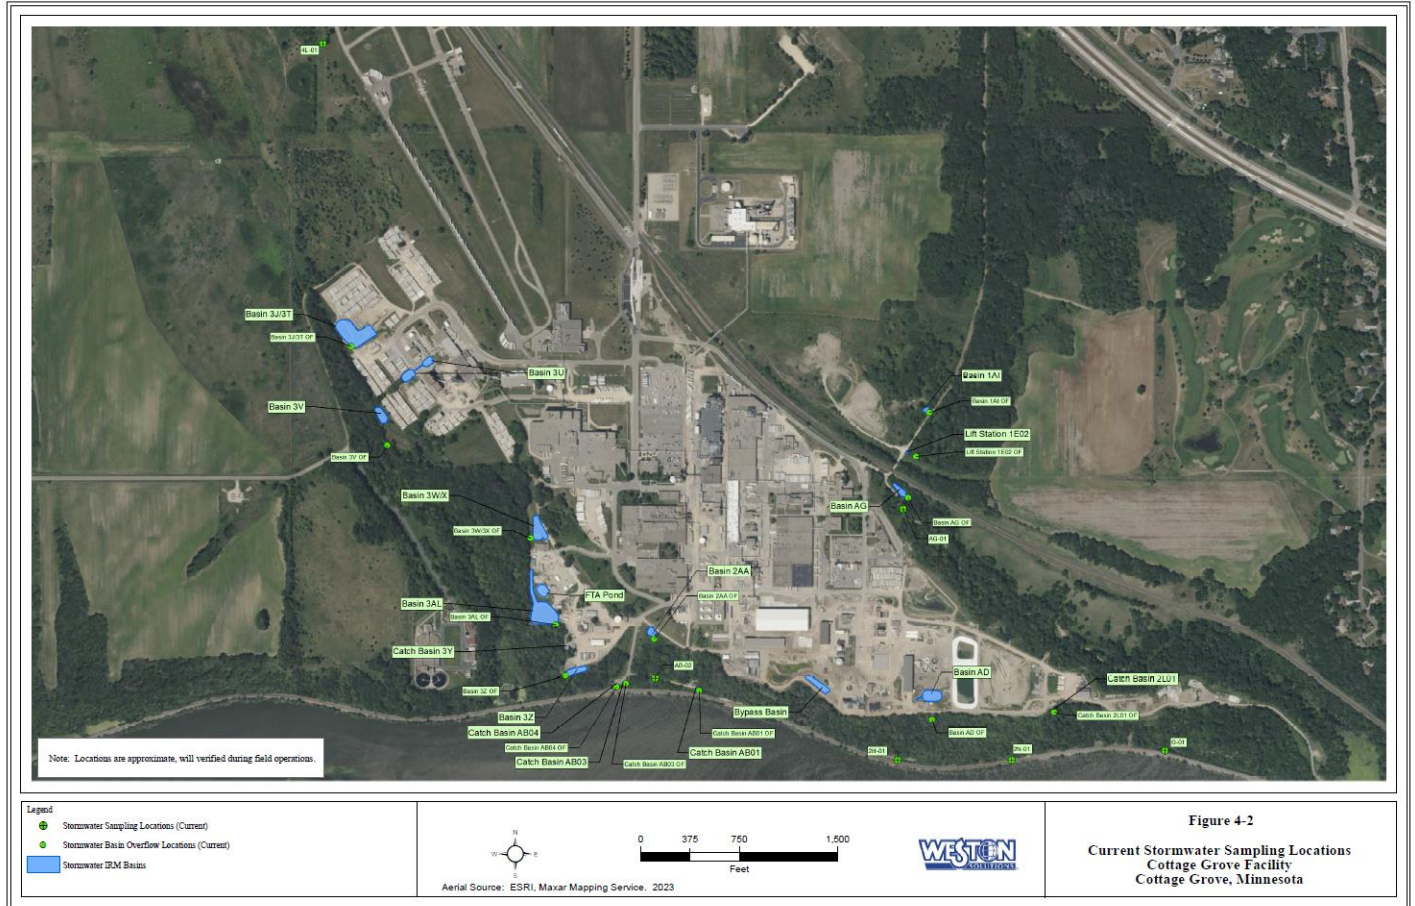 4L-01
Basin 3J/3T
Basin 3J/3T OF
Basin 3U
Basin 1AI
Basin 1AI OF
Basin 3V
Lift Station 1E02
Lift Station 1E02 OF
Basin 3V OF
Basin 3W/X
Basin AG
Basin AG OF
Basin 3W/3X OF
AG-01
Basin 2AA
FTA Pond
Basin 2AA OF
Basin 3AL
Basin 3AL OF
Catch Basin 3Y
AB-02
Basin AD
Catch Basin 2L01
Basin 3Z OF
Bypass Basin
Catch Basin 2L01 OF
Basin 3Z
Catch Basin AB04
Catch Basin AB01 OF
Basin AD OF
Catch Basin AB04 OF
Catch Basin AB01
Catch Basin AB03
Catch Basin AB03 OF
2M-01
2N-01
O-01
Note: Locations are approximate, will verified during field operations.
Legend
Stormwater Sampling Locations (Current)
Stormwater Basin Overflow Locations (Current)
Stormwater IRM Basins
N
W
E
S
0 375 750 1,500
Feet
Aerial Source: ESRI, Maxar Mapping Service, 2023
WESTON
SOLUTIONS
Figure 4-2
Current Stormwater Sampling Locations
Cottage Grove Facility
Cottage Grove, Minnesota